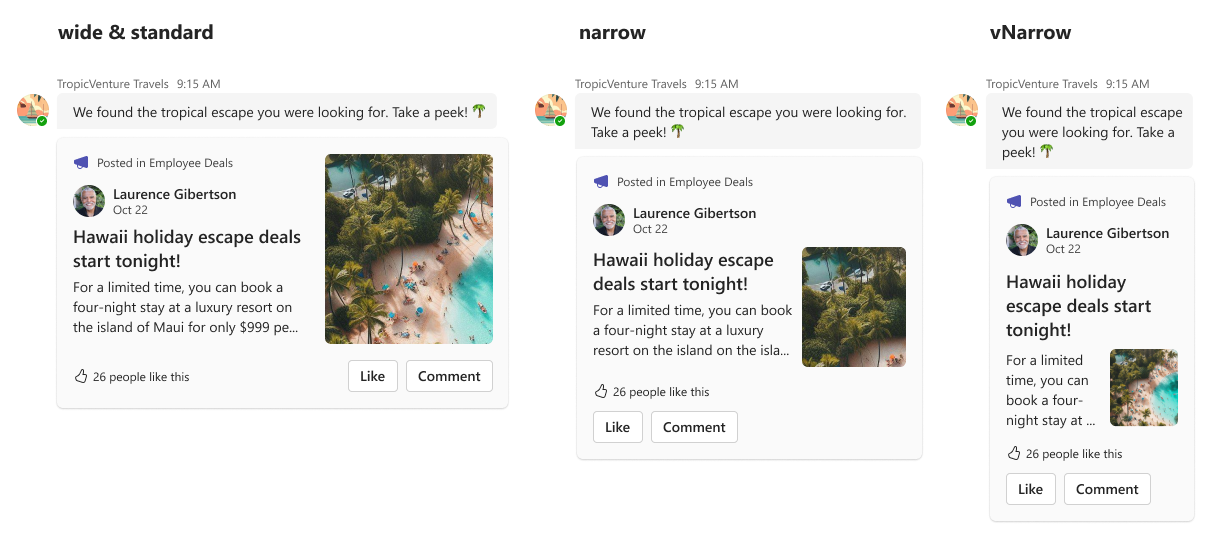 wide & standard
TropicVenture Travels 9:15 AM
We found the tropical escape you were looking for. Take a peek! 🌴
Posted in Employee Deals
Laurence Gibertson
Oct 22
Hawaii holiday escape deals
start tonight!
For a limited time, you can book a
four-night stay at a luxury resort on
the island of Maui for only $999 pe...
26 people like this
Like
Comment
narrow
TropicVenture Travels 9:15 AM
We found the tropical escape you were looking for.
Take a peek! 🌴
Posted in Employee Deals
Laurence Gibertson
Oct 22
Hawaii holiday escape
deals start tonight!
For a limited time, you can book
a four-night stay at a luxury
resort on the island on the isla...
26 people like this
Like
Comment
vNarrow
TropicVenture Travels 9:15 AM
We found the tropical escape
you were looking for. Take a
peek! 🌴
Posted in Employee Deals
Laurence Gibertson
Oct 22
Hawaii holiday
escape deals start
tonight!
For a limited
time, you can
book a four-
night stay at ...
26 people like this
Like
Comment